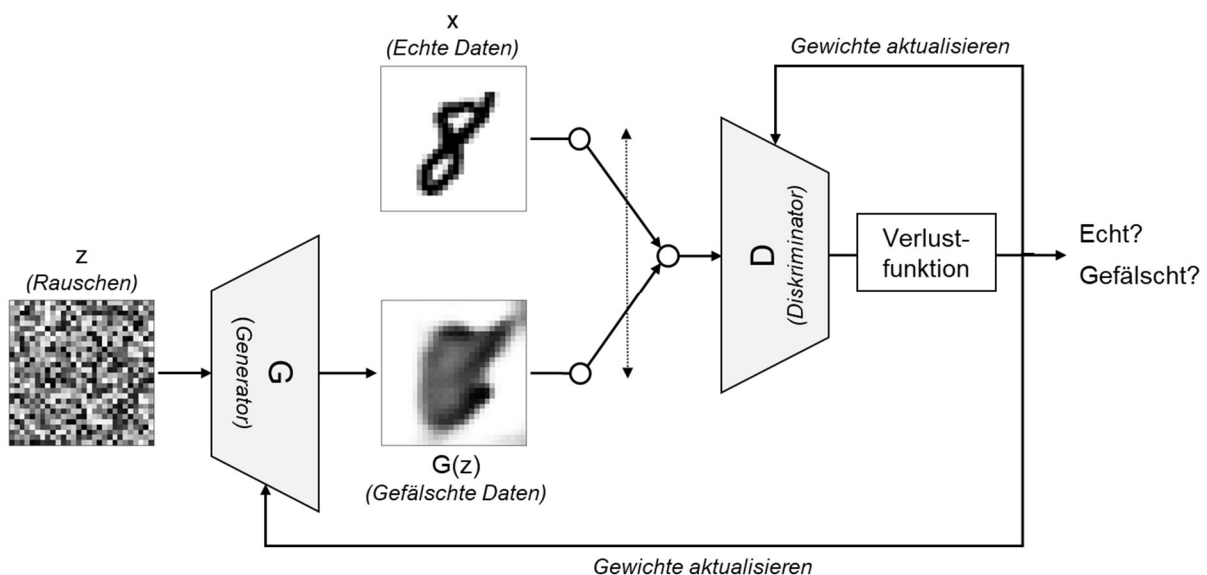 x
(Echte Daten)
Gewichte aktualisieren
z
(Rauschen)
G
(Generator)
G(z)
(Gefälschte Daten)
D
(Diskriminator)
Verlust-
funktion
Echt?
Gefälscht?
Gewichte aktualisieren